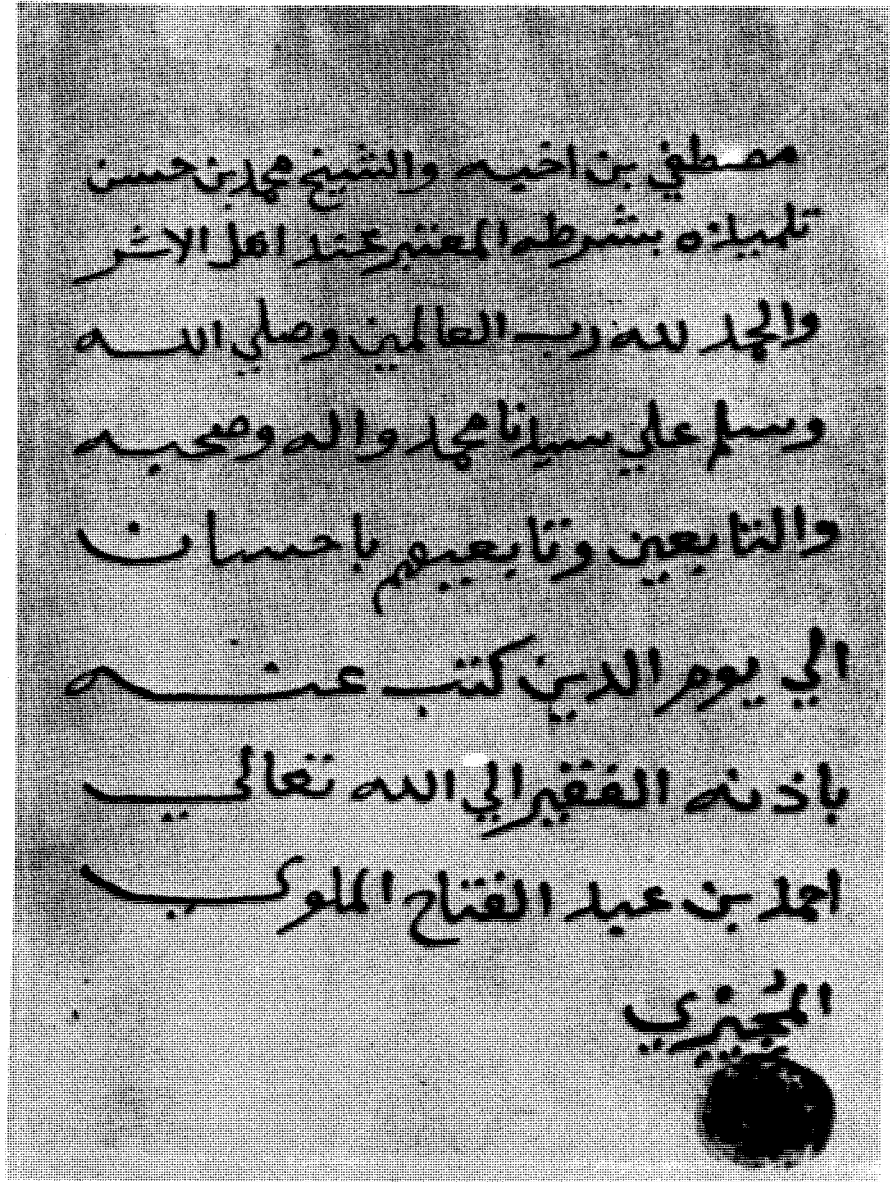 مصطفي بن اخيه والشيخ محمد بن حسن
تلميذه بشرطه المعتبر عند اهل الاثر
والحمد لله رب العالمين وصلي الله
وسلم علي سيدنا محمد واله وصحبه
والتابعين وتابعيهم باحسان
الي يوم الدين كتب عنه
باذنه الفقير الي الله تعالي
احمد بن عبد الفتاح الملوي
المجيري